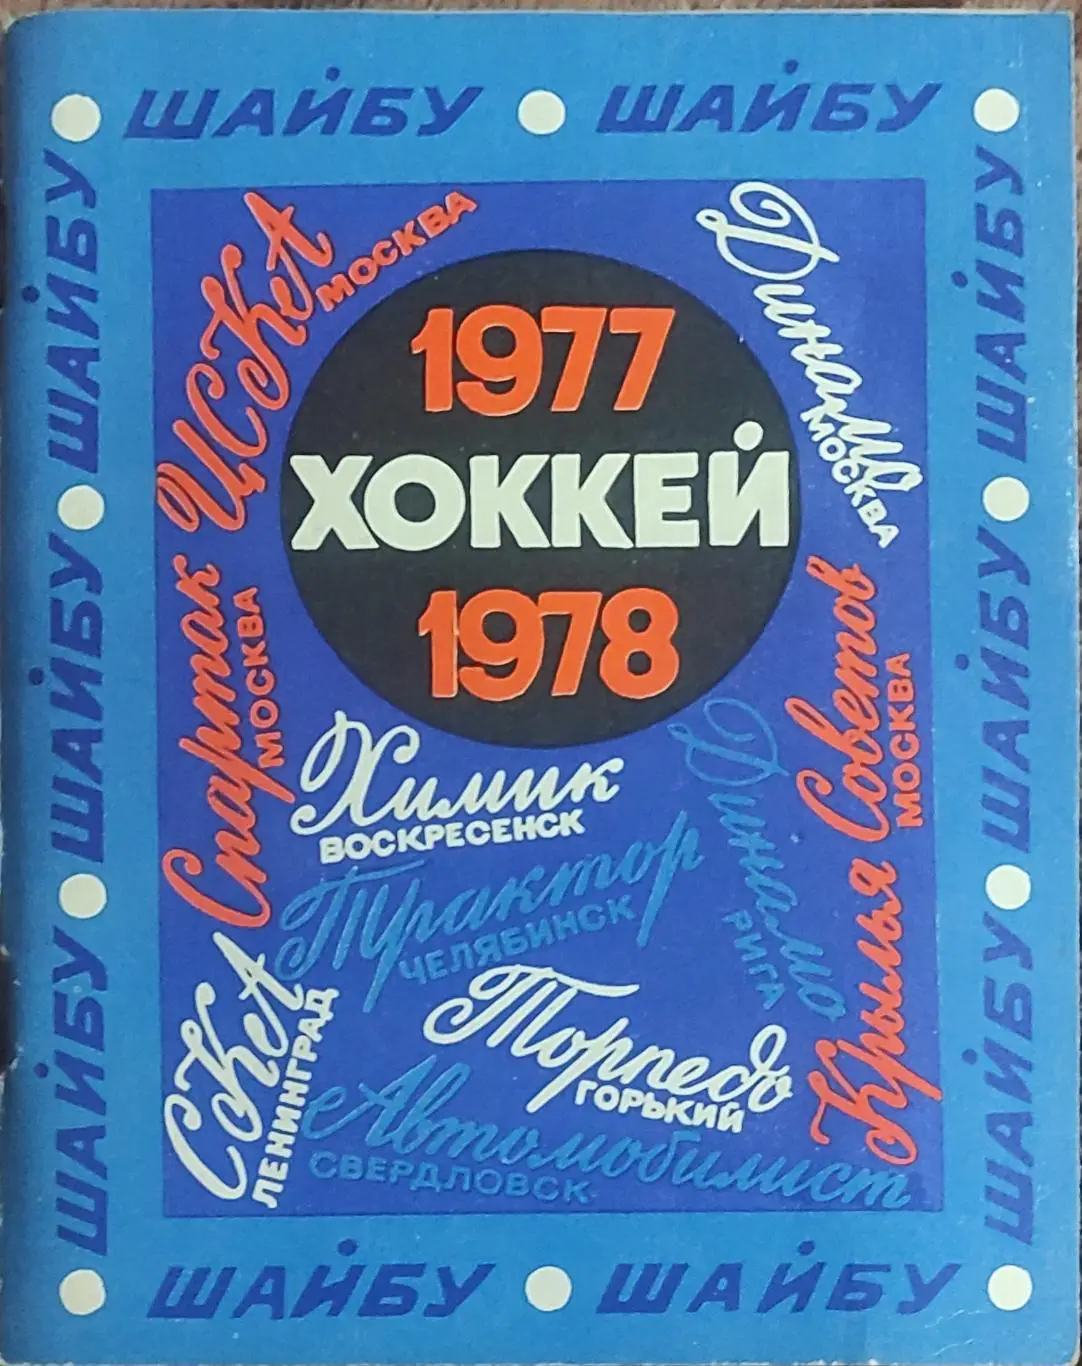 ШАЙБУ ШАЙБУ
ШАЙБУ
ШАЙБУ
ШАЙБУ
ШАЙБУ
ШАЙБУ
ШАЙБУ
ЦСКА
МОСКВА
Динамо
МОСКВА
1977
ХОККЕЙ
1978
Спартак
МОСКВА
Крылья Советов
МОСКВА
Химик
ВОСКРЕСЕНСК
Динамо
РИГА
Трактор
ЧЕЛЯБИНСК
СКА
ЛЕНИНГРАД
Торпедо
ГОРЬКИЙ
Автомобилист
СВЕРДЛОВСК
ШАЙБУ ШАЙБУ